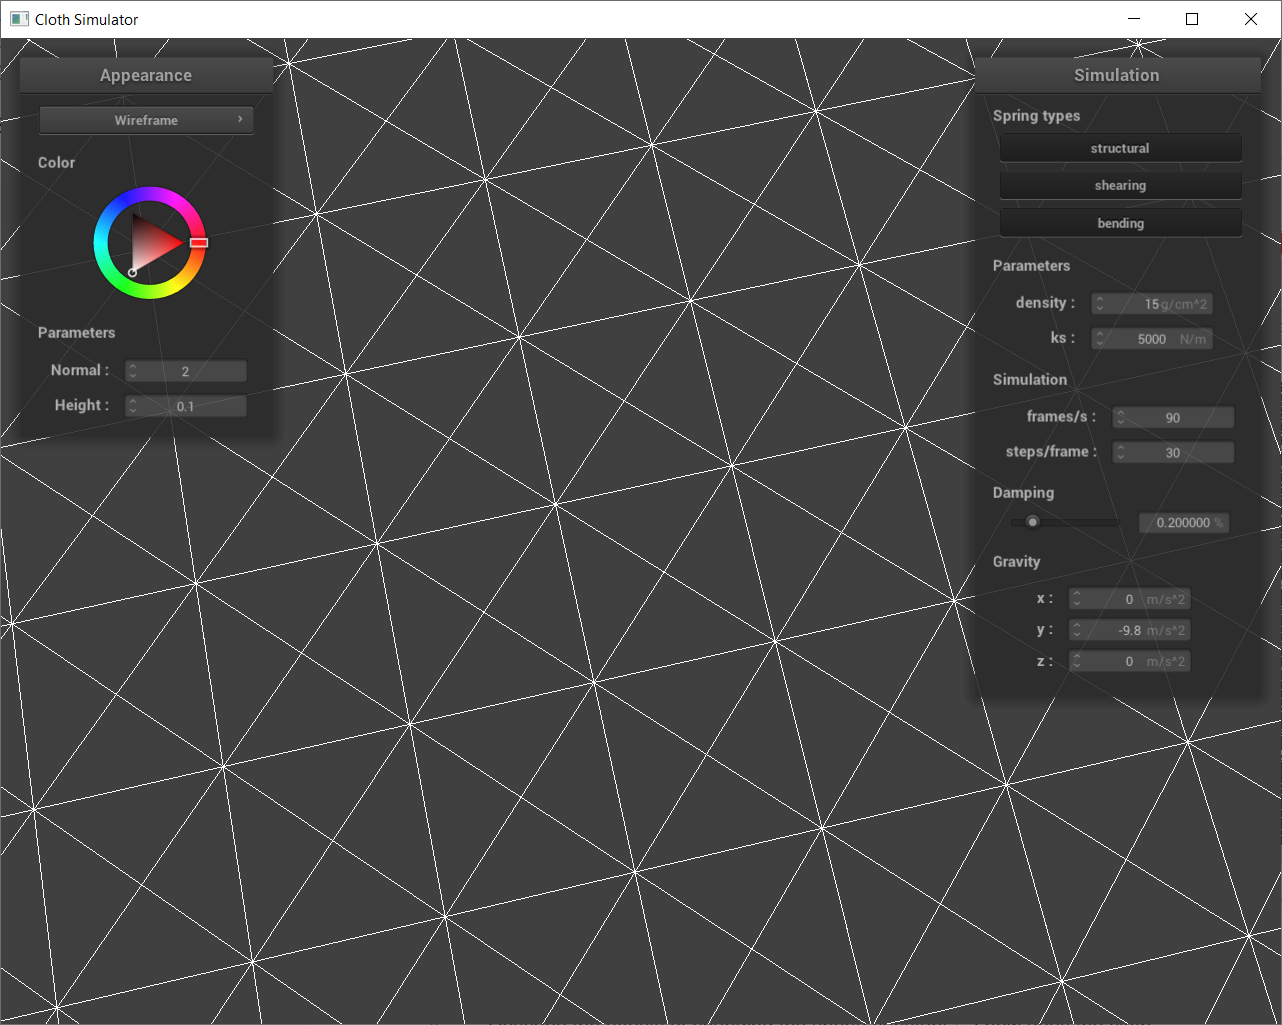 Cloth Simulator
Appearance
Wireframe
Color
Parameters
Normal : 2
Height : 0.1
Simulation
Spring types
structural
shearing
bending
Parameters
density : 15 g/cm^2
ks : 5000 N/m
Simulation
frames/s : 90
steps/frame : 30
Damping
0.200000 %
Gravity
x : 0 m/s^2
y : -9.8 m/s^2
z : 0 m/s^2